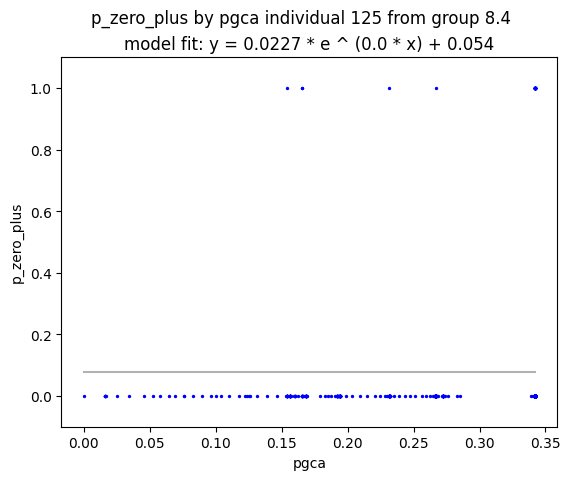 p_zero_plus by pgca individual 125 from group 8.4
model fit: y = 0.0227 * e ^ (0.0 * x) + 0.054
1.0
0.8
0.6
0.4
0.2
0.0
p_zero_plus
0.00 0.05 0.10 0.15 0.20 0.25 0.30 0.35
pgca